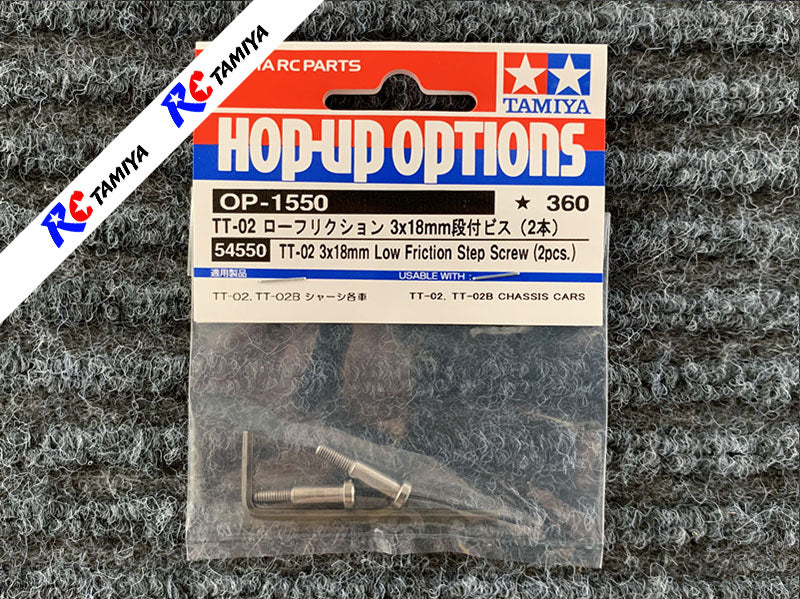 RC TAMIYA
RC TAMIYA
RC PARTS
TAMIYA
HOP-UP OPTIONS
OP-1550 ★ 360
TT-02 ローフリクション 3x18mm段付ビス (2本)
54550 TT-02 3x18mm Low Friction Step Screw (2pcs.)
適用製品 USABLE WITH :
TT-02, TT-02B シャーシ各車 TT-02, TT-02B CHASSIS CARS